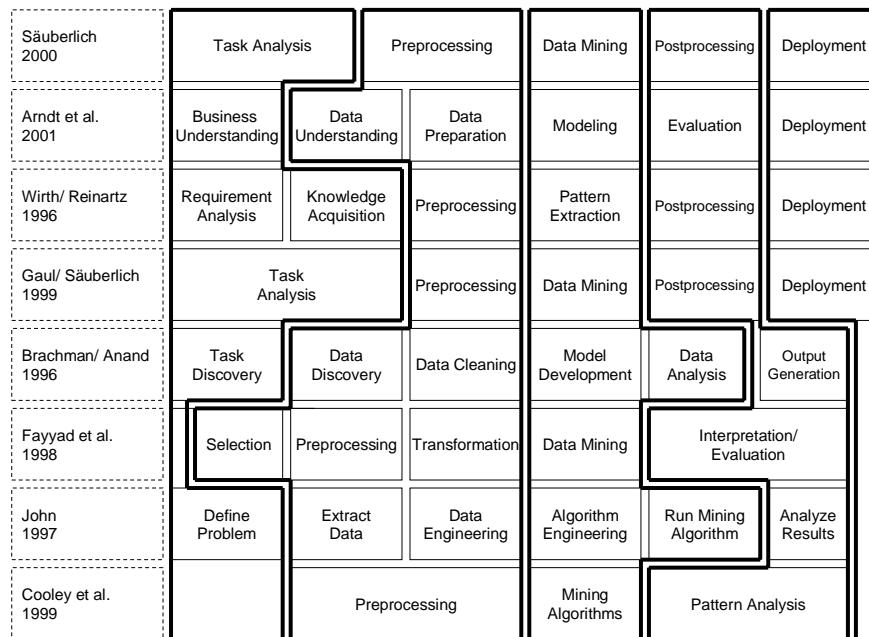 Säuberlich
2000
Task Analysis
Preprocessing
Data Mining
Postprocessing
Deployment
Arndt et al.
2001
Business
Understanding
Data
Understanding
Data
Preparation
Modeling
Evaluation
Deployment
Wirth/ Reinartz
1996
Requirement
Analysis
Knowledge
Acquisition
Preprocessing
Pattern
Extraction
Postprocessing
Deployment
Gaul/ Säuberlich
1999
Task
Analysis
Preprocessing
Data Mining
Postprocessing
Deployment
Brachman/ Anand
1996
Task
Discovery
Data
Discovery
Data Cleaning
Model
Development
Data
Analysis
Output
Generation
Fayyad et al.
1998
Selection
Preprocessing
Transformation
Data Mining
Interpretation/
Evaluation
John
1997
Define
Problem
Extract
Data
Data
Engineering
Algorithm
Engineering
Run Mining
Algorithm
Analyze
Results
Cooley et al.
1999
Preprocessing
Mining
Algorithms
Pattern Analysis